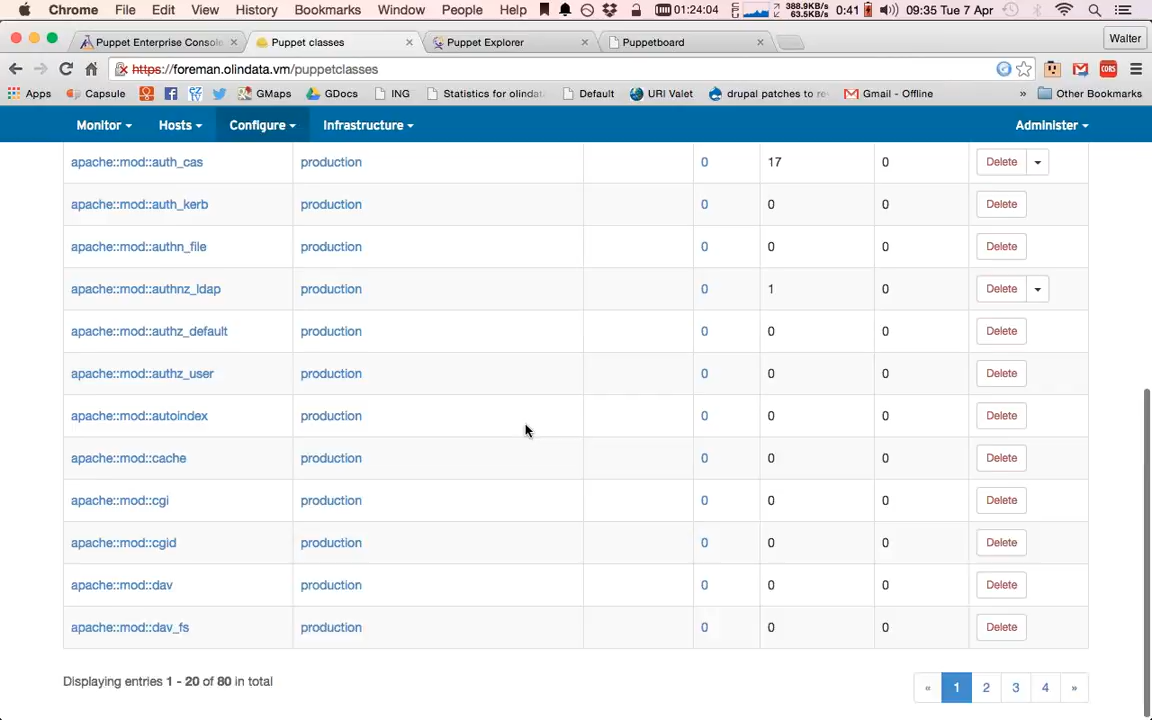 Chrome File Edit View History Bookmarks Window People Help 01:24:04 388.9KB/s 63.5KB/s 0:41 09:35 Tue 7 Apr
Puppet Enterprise Console × Puppet classes × Puppet Explorer × Puppetboard × Walter
https://foreman.olindata.vm/puppetclasses CORS
Apps Capsule GMaps GDocs ING Statistics for olindata Default URI Valet drupal patches to re Gmail - Offline » Other Bookmarks
Monitor Hosts Configure Infrastructure Administer
apache::mod::auth_cas production 0 17 0 Delete
apache::mod::auth_kerb production 0 0 0 Delete
apache::mod::authn_file production 0 0 0 Delete
apache::mod::authnz_ldap production 0 1 0 Delete
apache::mod::authz_default production 0 0 0 Delete
apache::mod::authz_user production 0 0 0 Delete
apache::mod::autoindex production 0 0 0 Delete
apache::mod::cache production 0 0 0 Delete
apache::mod::cgi production 0 0 0 Delete
apache::mod::cgid production 0 0 0 Delete
apache::mod::dav production 0 0 0 Delete
apache::mod::dav_fs production 0 0 0 Delete
Displaying entries 1 - 20 of 80 in total « 1 2 3 4 »